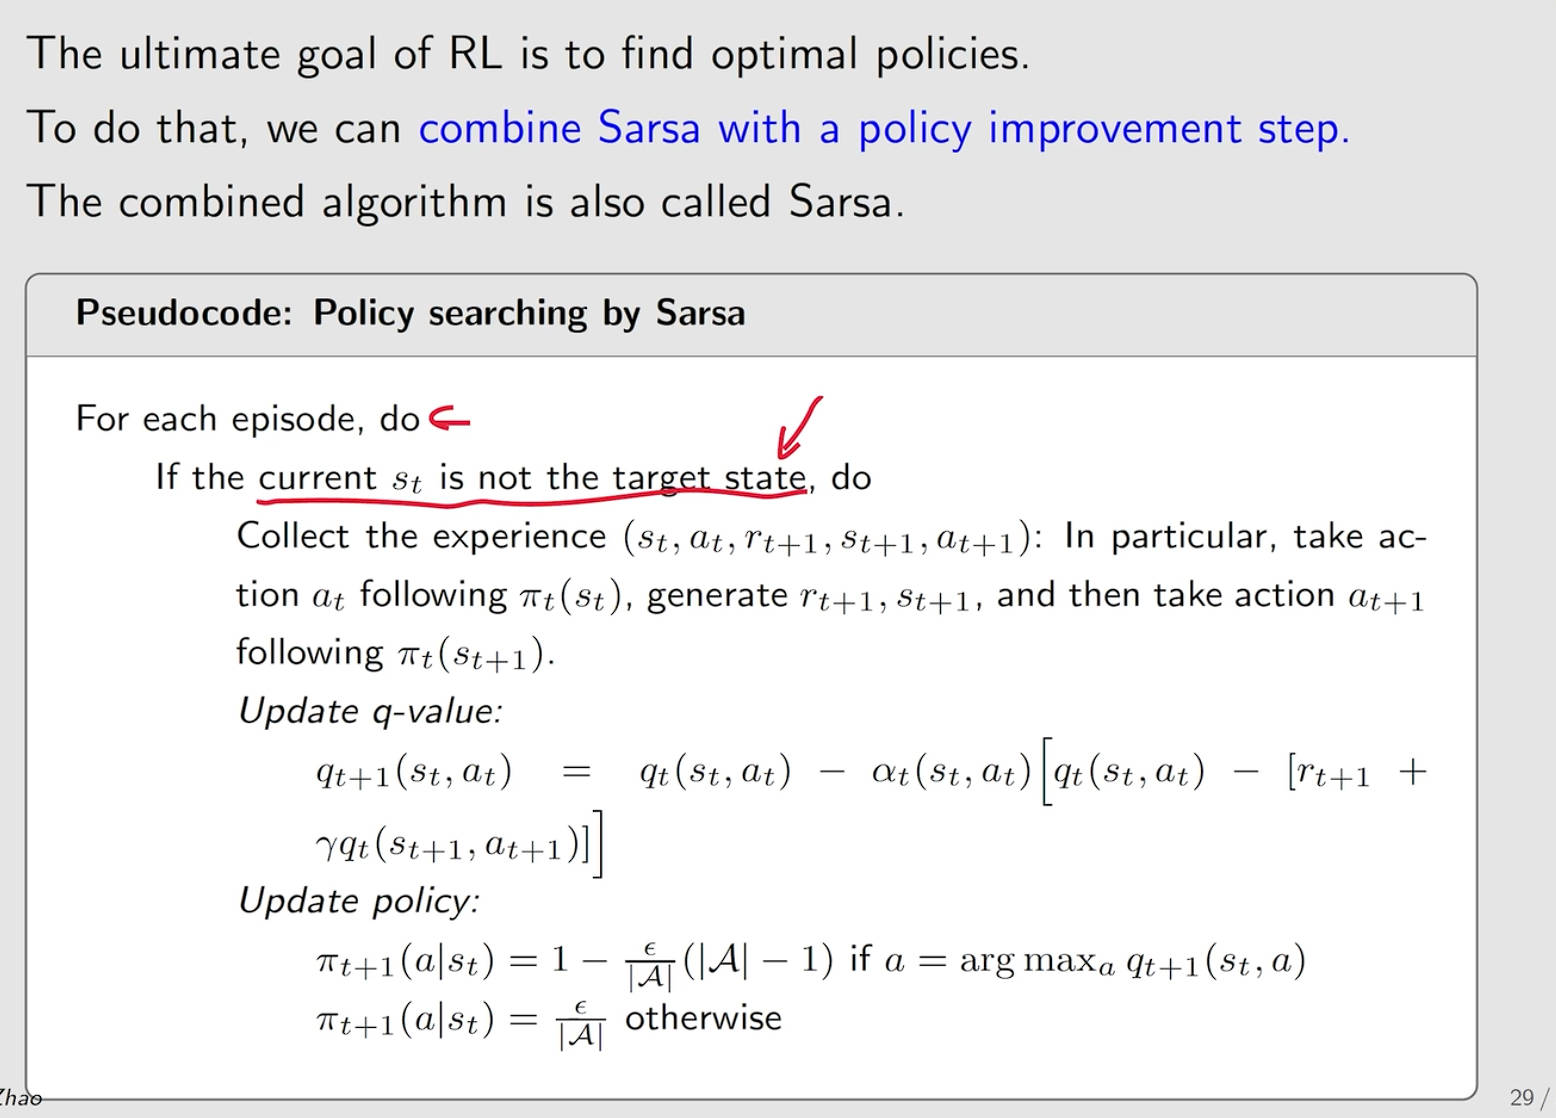 The ultimate goal of RL is to find optimal policies.
To do that, we can combine Sarsa with a policy improvement step.
The combined algorithm is also called Sarsa.
Pseudocode: Policy searching by Sarsa
For each episode, do
If the current $s_t$ is not the target state, do
Collect the experience $(s_t, a_t, r_{t+1}, s_{t+1}, a_{t+1})$: In particular, take ac-
tion $a_t$ following $\pi_t(s_t)$, generate $r_{t+1}, s_{t+1}$, and then take action $a_{t+1}$
following $\pi_t(s_{t+1})$.
Update q-value:
$q_{t+1}(s_t, a_t) = q_t(s_t, a_t) - \alpha_t(s_t, a_t)\Big[q_t(s_t, a_t) - [r_{t+1} +$
$\gamma q_t(s_{t+1}, a_{t+1})]\Big]$
Update policy:
$\pi_{t+1}(a|s_t) = 1 - \frac{\epsilon}{|\mathcal{A}|}(|\mathcal{A}| - 1)$ if $a = \arg\max_a q_{t+1}(s_t, a)$
$\pi_{t+1}(a|s_t) = \frac{\epsilon}{|\mathcal{A}|}$ otherwise
Zhao
29 /